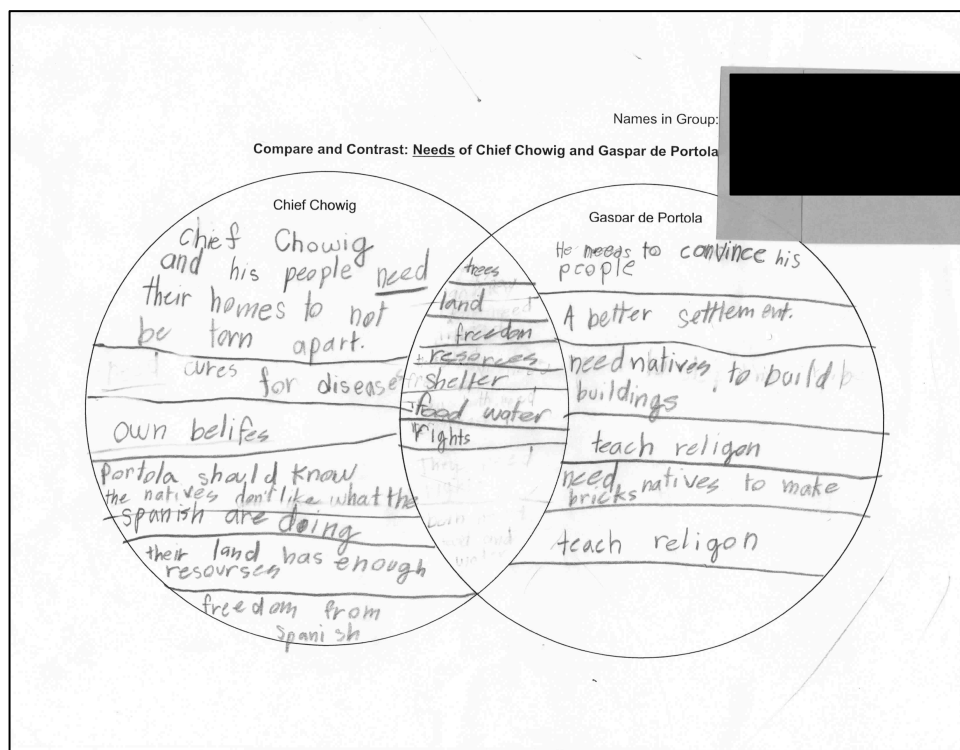 Names in Group:
Compare and Contrast: Needs of Chief Chowig and Gaspar de Portola
Chief Chowig
Chief Chowig
and his people need
their homes to not
be torn apart.
cures for disease
own belifes
Portola should know
the natives don't like what the
spanish are doing
their land has enough
resourses
freedom from
spanish
trees
land
freedom
resorces
shelter
food water
rights
Gaspar de Portola
He needs to convince his
people
A better settlement.
need natives to build
buildings
teach religon
need natives to make
bricks
teach religon